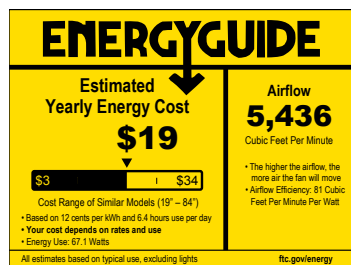 ENERGYGUIDE
Estimated
Yearly Energy Cost
$19
$3 $34
Cost Range of Similar Models (19" – 84")
• Based on 12 cents per kWh and 6.4 hours use per day
• Your cost depends on rates and use
• Energy Use: 67.1 Watts
Airflow
5,436
Cubic Feet Per Minute
• The higher the airflow, the
more air the fan will move
• Airflow Efficiency: 81 Cubic
Feet Per Minute Per Watt
All estimates based on typical use, excluding lights
ftc.gov/energy